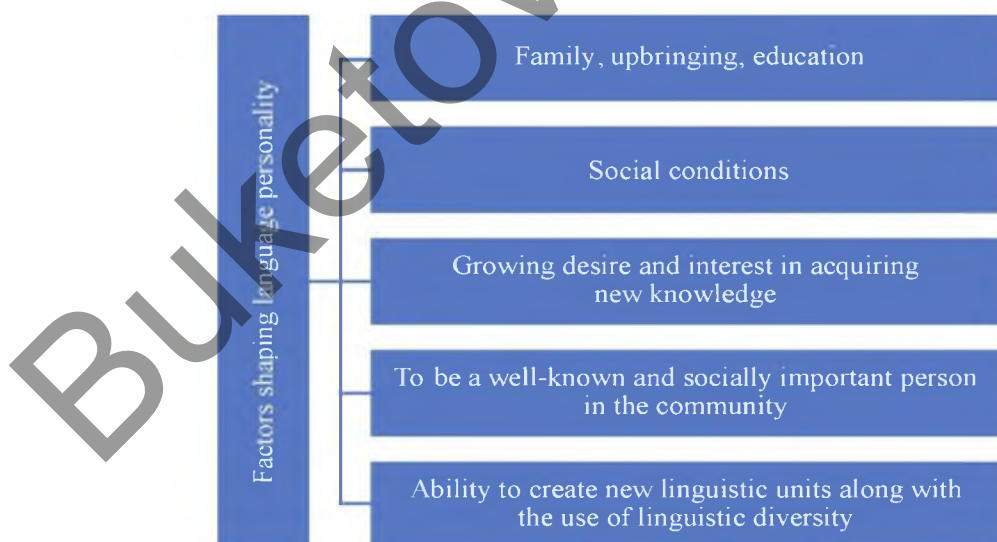 Factors shaping language personality
Family, upbringing, education
Social conditions
Growing desire and interest in acquiring
new knowledge
To be a well-known and socially important person
in the community
Ability to create new linguistic units along with
the use of linguistic diversity
Buketov